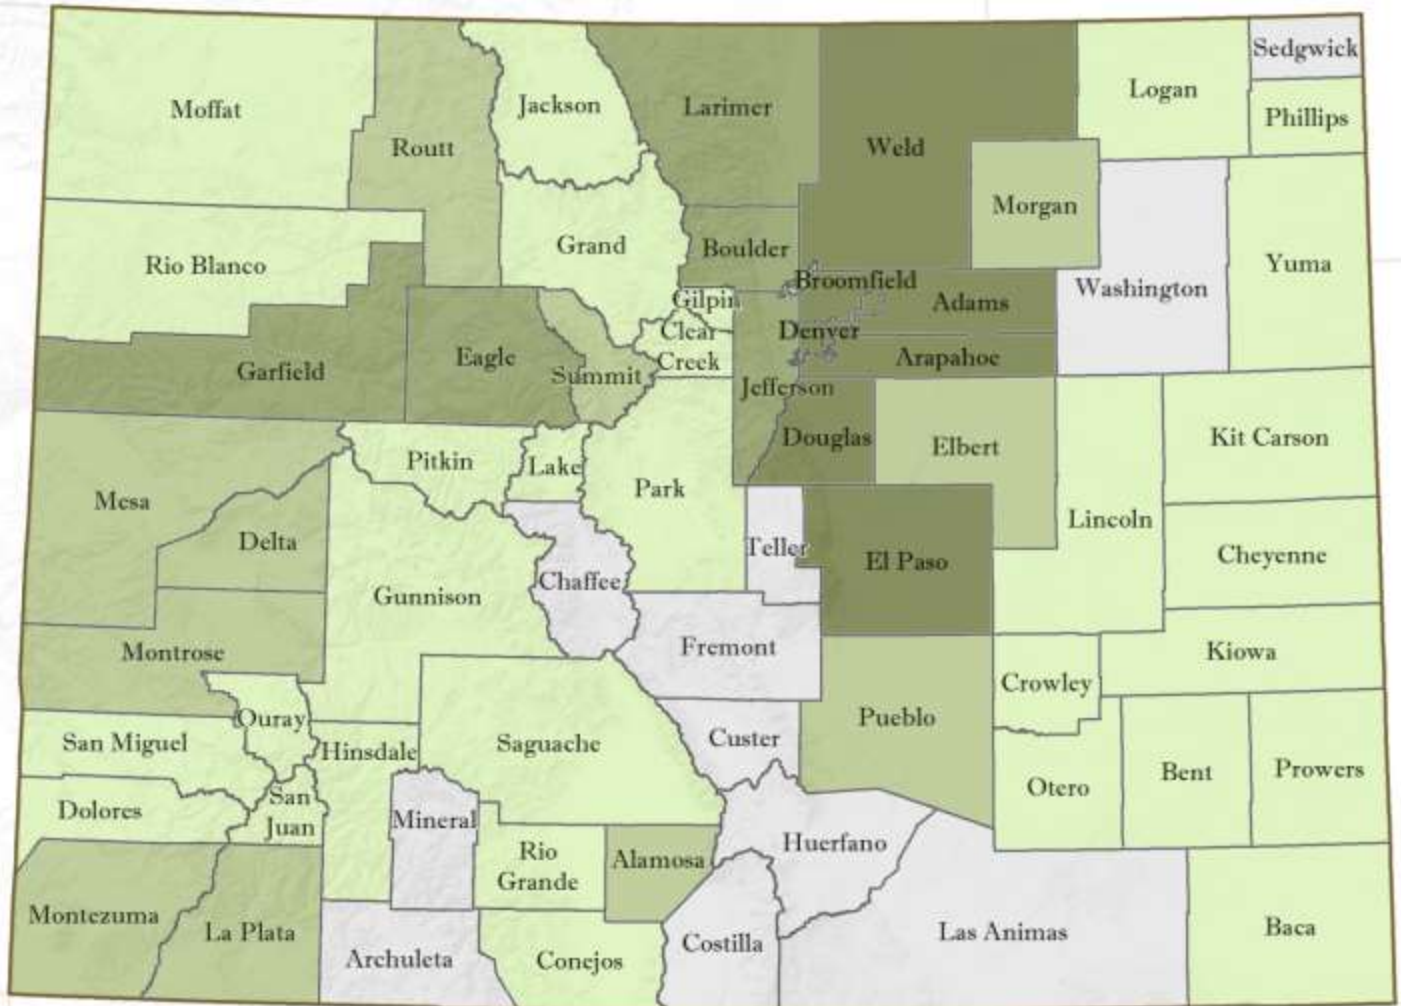 Sedgwick
Moffat
Jackson
Larimer
Logan
Phillips
Routt
Weld
Morgan
Rio Blanco
Grand
Boulder
Yuma
Gilpin
Broomfield
Washington
Adams
Clear
Creek
Denver
Garfield
Eagle
Summit
Arapahoe
Jefferson
Mesa
Pitkin
Lake
Park
Douglas
Elbert
Kit Carson
Delta
Lincoln
Teller
El Paso
Cheyenne
Gunnison
Chaffee
Montrose
Fremont
Kiowa
Crowley
Ouray
San Miguel
Hinsdale
Saguache
Custer
Pueblo
Otero
Bent
Prowers
Dolores
San
Juan
Mineral
Rio
Grande
Alamosa
Huerfano
Montezuma
La Plata
Archuleta
Conejos
Costilla
Las Animas
Baca